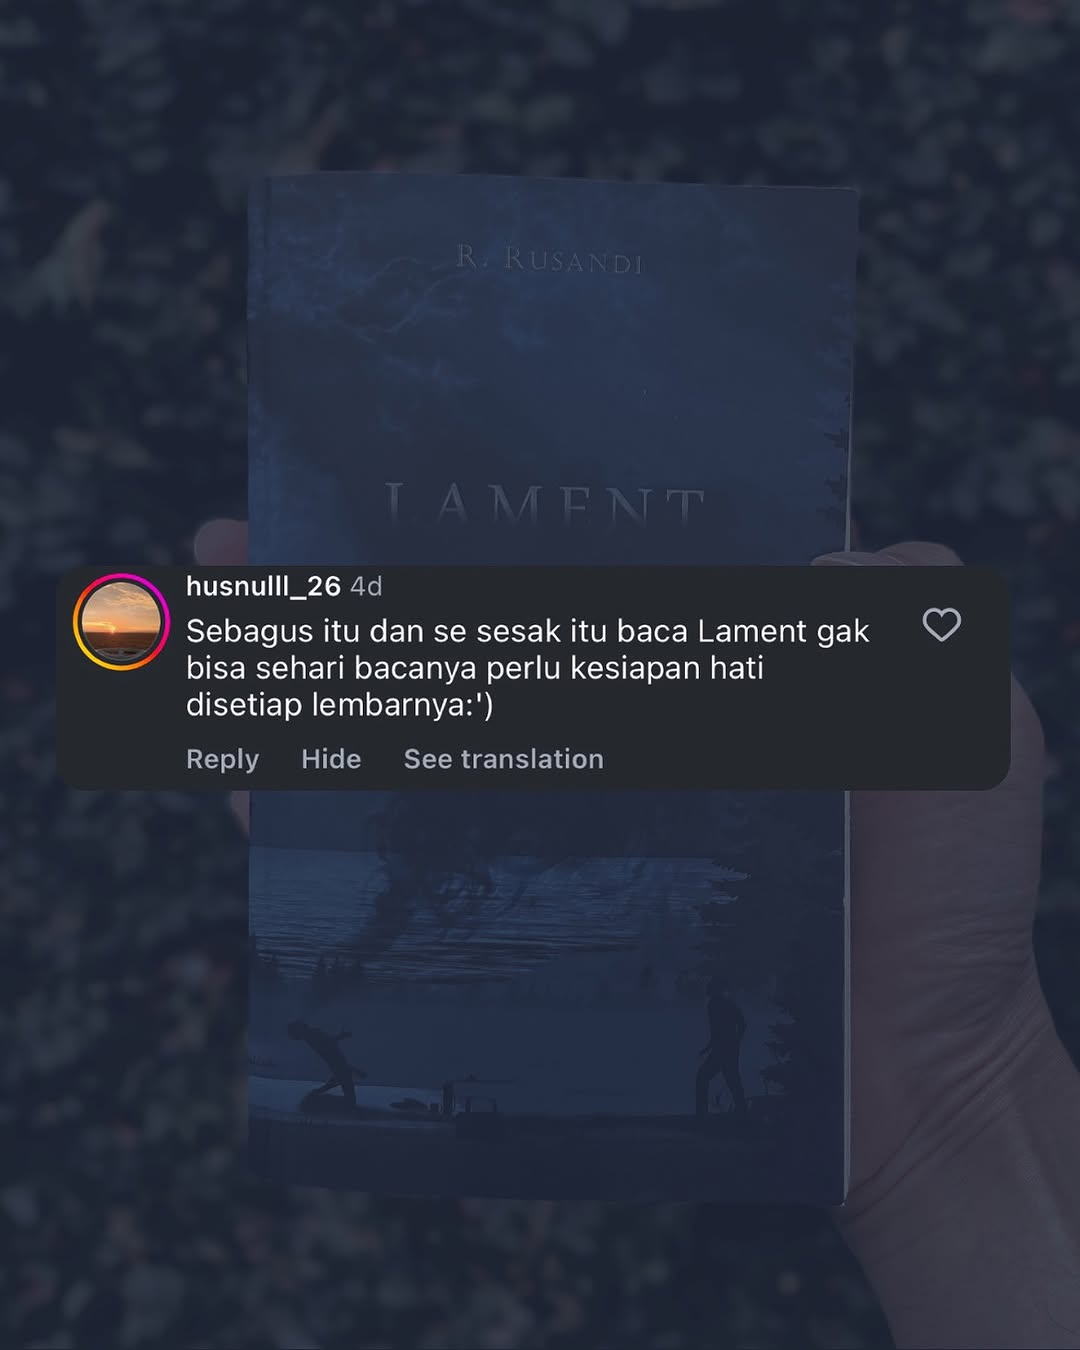 R. RUSANDI
LAMENT
husnulll_26 4d
Sebagus itu dan se sesak itu baca Lament gak
bisa sehari bacanya perlu kesiapan hati
disetiap lembarnya:')
Reply Hide See translation